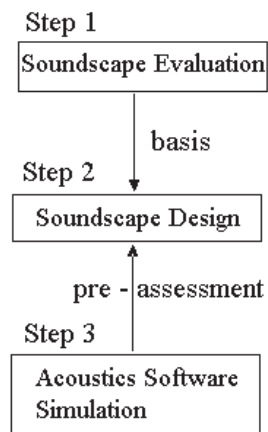 Step 1
Soundscape Evaluation
basis
Step 2
Soundscape Design
pre - assessment
Step 3
Acoustics Software
Simulation